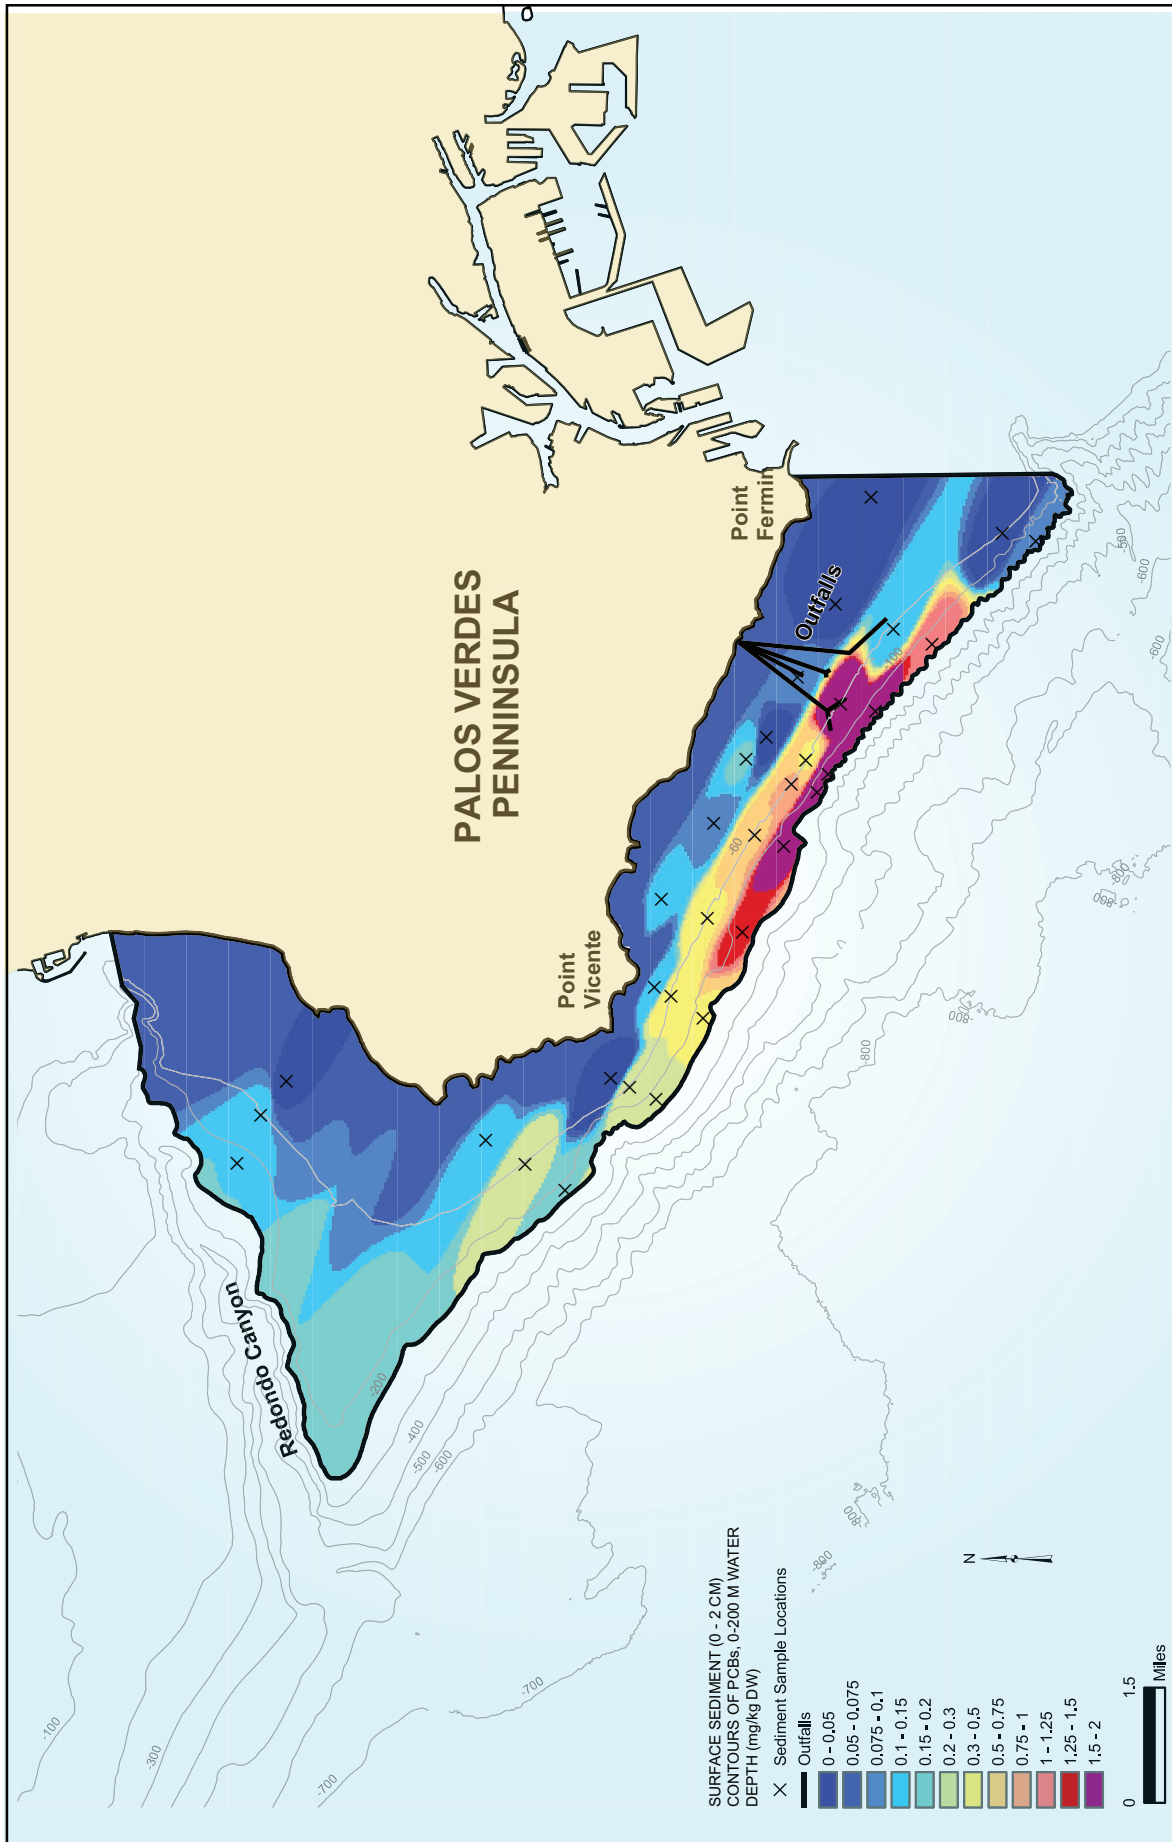 PALOS VERDES
PENNINSULA
Point
Fermin
Outfalls
Point
Vicente
Redondo Canyon
-60
-100
-500
-600
-600
-800
-800
-800
-800
-200
-400
-500
-600
-800
-800
-700
-100
-300
-700
SURFACE SEDIMENT (0 - 2 CM)
CONTOURS OF PCBs, 0-200 M WATER
DEPTH (mg/kg DW)
Sediment Sample Locations
Outfalls
0 - 0.05
0.05 - 0.075
0.075 - 0.1
0.1 - 0.15
0.15 - 0.2
0.2 - 0.3
0.3 - 0.5
0.5 - 0.75
0.75 - 1
1 - 1.25
1.25 - 1.5
1.5 - 2
N
0 1.5
Miles